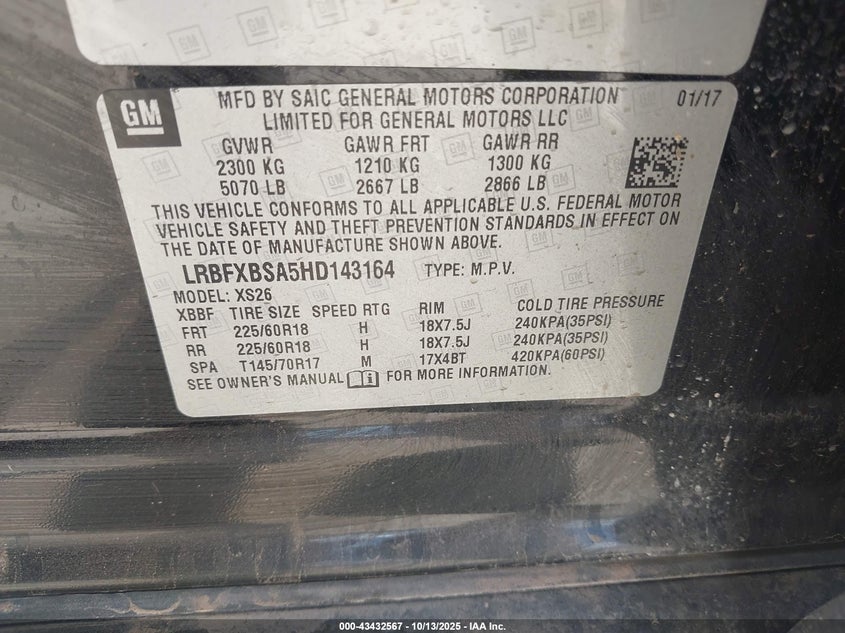 GM
MFD BY SAIC GENERAL MOTORS CORPORATION 01/17
LIMITED FOR GENERAL MOTORS LLC
GVWR GAWR FRT GAWR RR
2300 KG 1210 KG 1300 KG
5070 LB 2667 LB 2866 LB
THIS VEHICLE CONFORMS TO ALL APPLICABLE U.S. FEDERAL MOTOR
VEHICLE SAFETY AND THEFT PREVENTION STANDARDS IN EFFECT ON
THE DATE OF MANUFACTURE SHOWN ABOVE.
LRBFXBSA5HD143164 TYPE: M.P.V.
MODEL: XS26
XBBF TIRE SIZE SPEED RTG RIM COLD TIRE PRESSURE
FRT 225/60R18 H 18X7.5J 240KPA(35PSI)
RR 225/60R18 H 18X7.5J 240KPA(35PSI)
SPA T145/70R17 M 17X4BT 420KPA(60PSI)
SEE OWNER'S MANUAL FOR MORE INFORMATION.
000-43432567 - 10/13/2025 - IAA Inc.